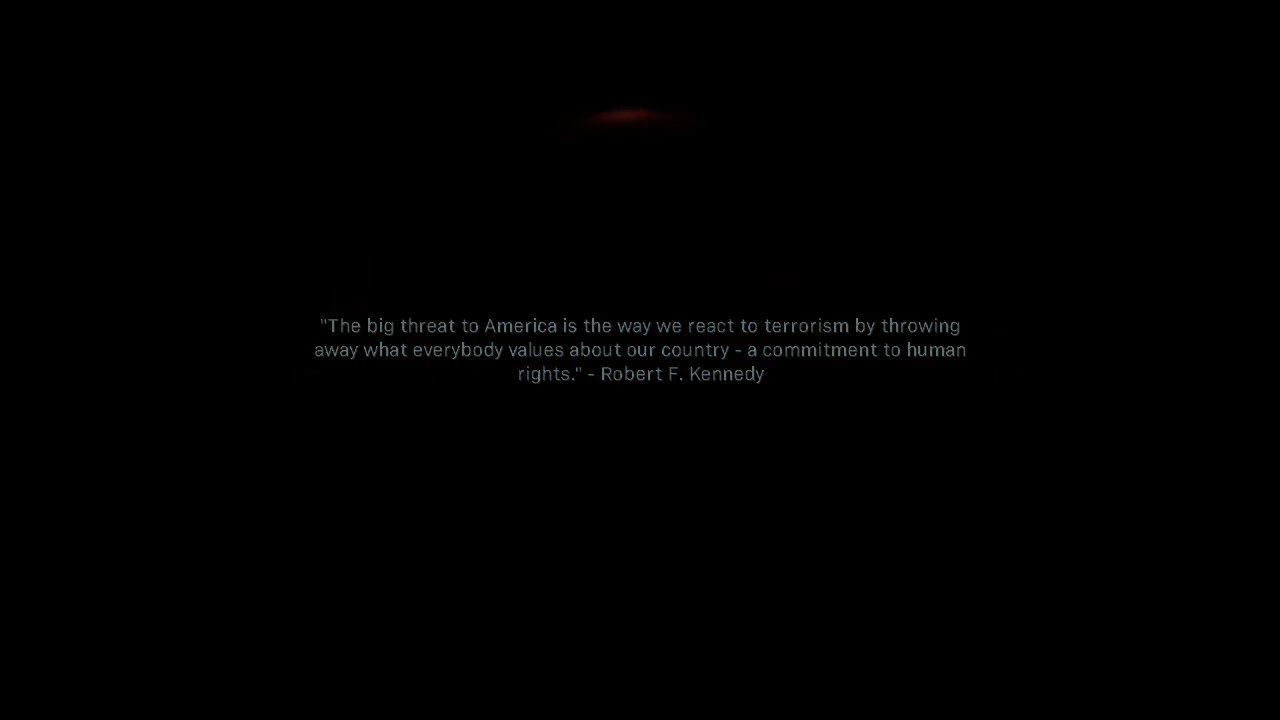 "The big threat to America is the way we react to terrorism by throwing
away what everybody values about our country - a commitment to human
rights." - Robert F. Kennedy